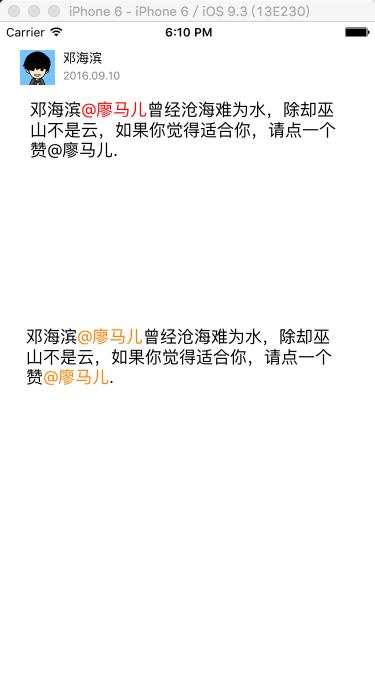 iPhone 6 - iPhone 6 / iOS 9.3 (13E230)
Carrier 6:10 PM
邓海滨
2016.09.10
邓海滨@廖马儿曾经沧海难为水，除却巫
山不是云，如果你觉得适合你，请点一个
赞@廖马儿.
邓海滨@廖马儿曾经沧海难为水，除却巫
山不是云，如果你觉得适合你，请点一个
赞@廖马儿.